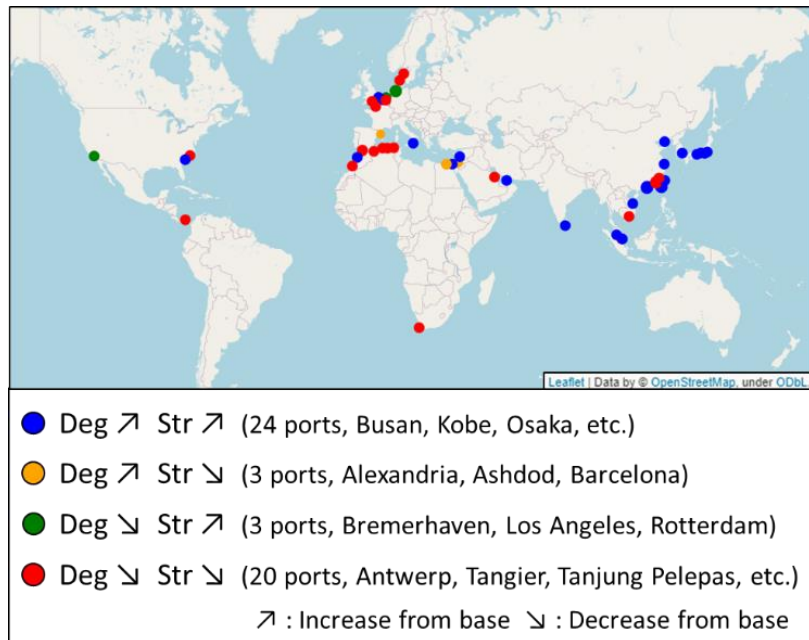 Leaflet | Data by © OpenStreetMap, under ODbL.
Deg ↗ Str ↗ (24 ports, Busan, Kobe, Osaka, etc.)
Deg ↗ Str ↘ (3 ports, Alexandria, Ashdod, Barcelona)
Deg ↘ Str ↗ (3 ports, Bremerhaven, Los Angeles, Rotterdam)
Deg ↘ Str ↘ (20 ports, Antwerp, Tangier, Tanjung Pelepas, etc.)
↗ : Increase from base ↘ : Decrease from base